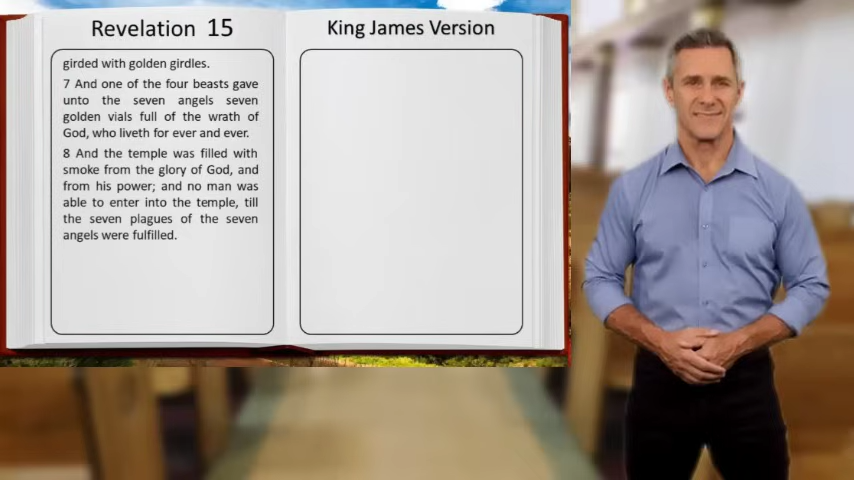 Revelation 15
girded with golden girdles.
7 And one of the four beasts gave
unto the seven angels seven
golden vials full of the wrath of
God, who liveth for ever and ever.
8 And the temple was filled with
smoke from the glory of God, and
from his power; and no man was
able to enter into the temple, till
the seven plagues of the seven
angels were fulfilled.
King James Version